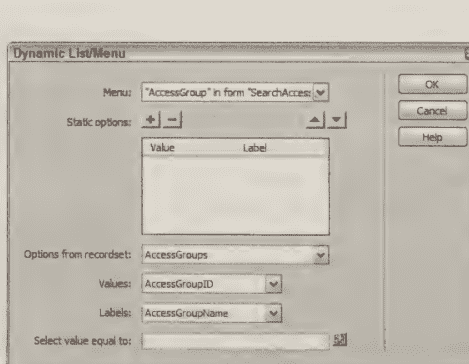 Dynamic List/Menu
Menu: "AccessGroup" in form "SearchAcces:
OK
Static options:
Cancel
Help
Value Label
Options from recordset: AccessGroups
Values: AccessGroupID
Labels: AccessGroupName
Select value equal to: